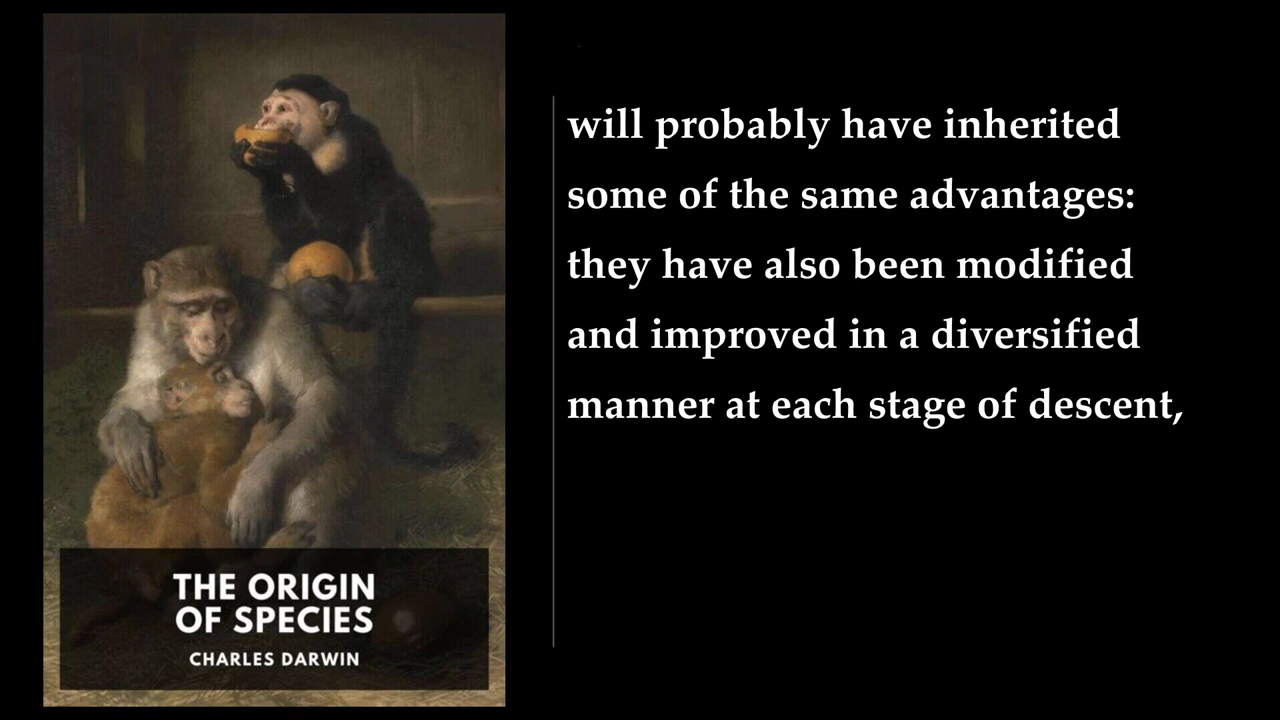 will probably have inherited
some of the same advantages:
they have also been modified
and improved in a diversified
manner at each stage of descent,
THE ORIGIN
OF SPECIES
CHARLES DARWIN